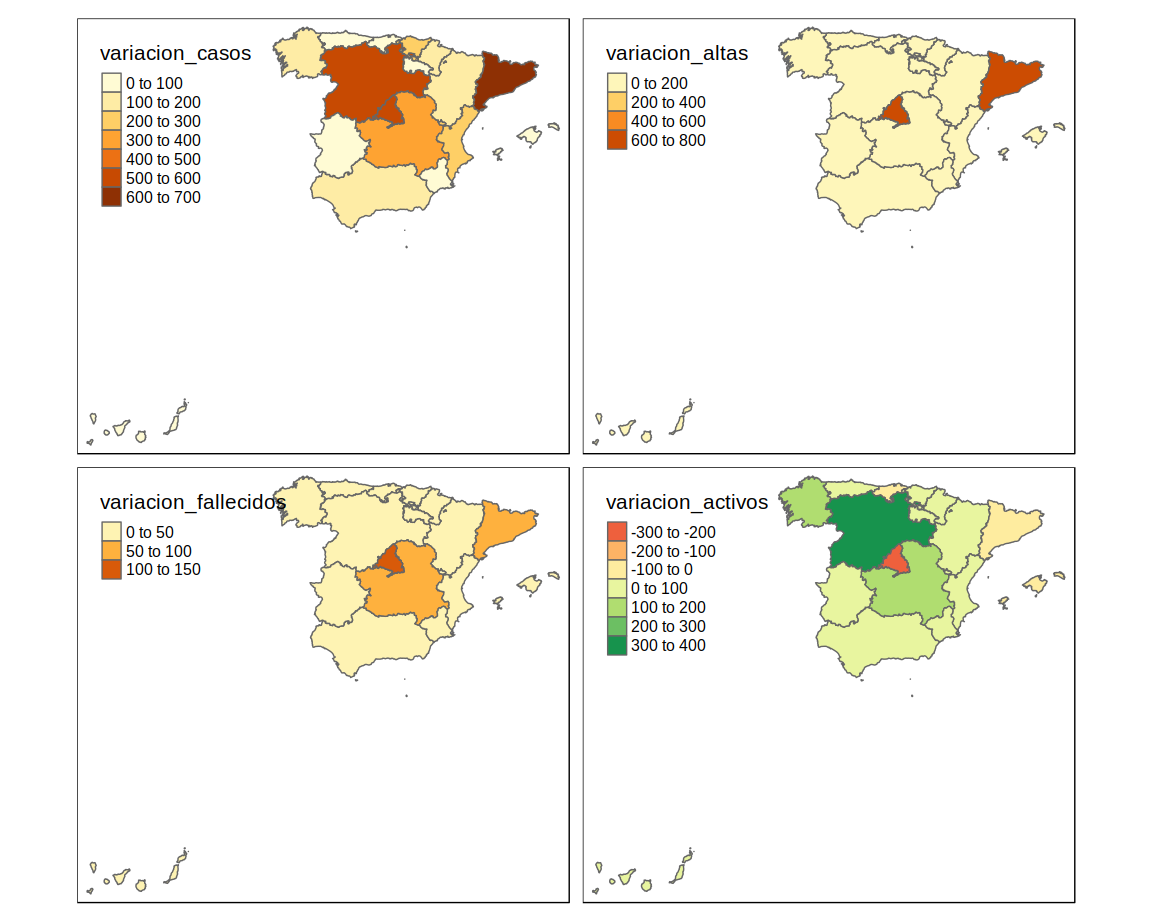 variacion_casos
0 to 100
100 to 200
200 to 300
300 to 400
400 to 500
500 to 600
600 to 700
variacion_altas
0 to 200
200 to 400
400 to 600
600 to 800
variacion_fallecidos
0 to 50
50 to 100
100 to 150
variacion_activos
-300 to -200
-200 to -100
-100 to 0
0 to 100
100 to 200
200 to 300
300 to 400